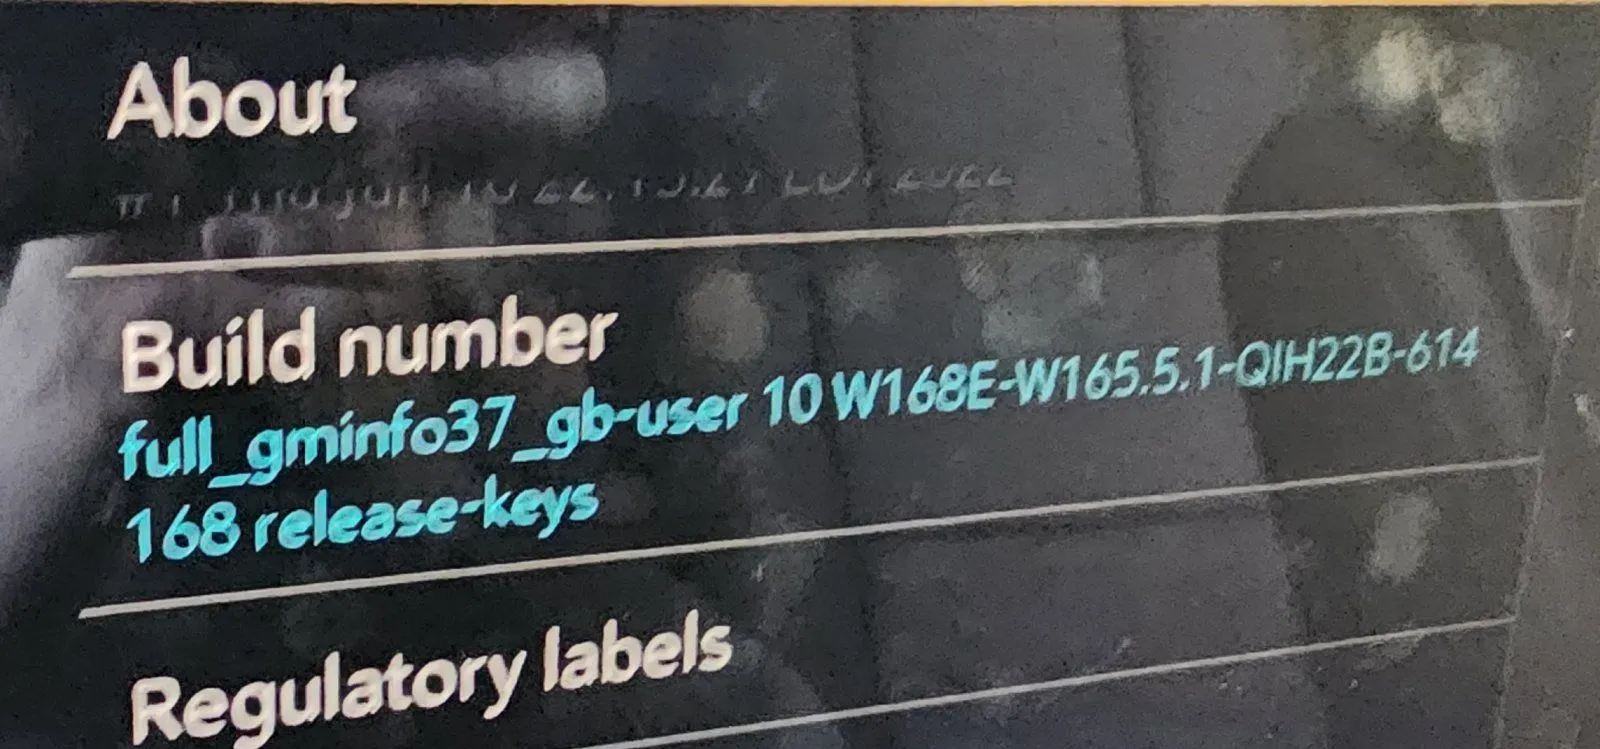 About
Build number
full_gminfo37_gb-user 10 W168E-W165.5.1-QIH22B-614
168 release-keys
Regulatory labels